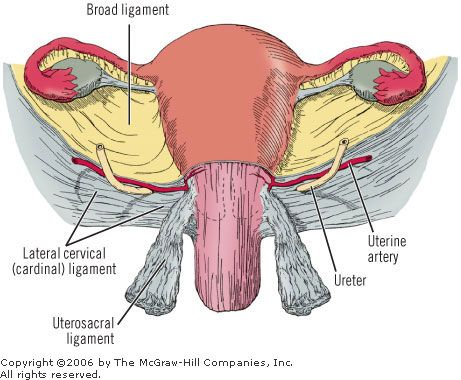 Broad ligament
Lateral cervical
(cardinal) ligament
Uterosacral
ligament
Uterine
artery
Ureter
Copyright ©2006 by The McGraw-Hill Companies, Inc.
All rights reserved.